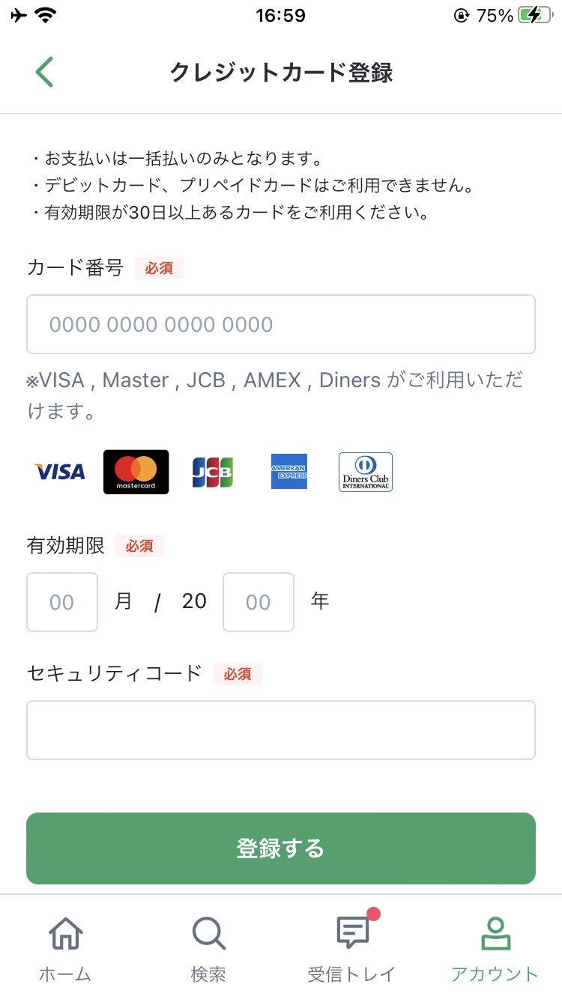 16:59
75%
クレジットカード登録
・お支払いは一括払いのみとなります。
・デビットカード、プリペイドカードはご利用できません。
・有効期限が30日以上あるカードをご利用ください。
カード番号 必須
0000 0000 0000 0000
※VISA , Master , JCB , AMEX , Diners がご利用いただ
けます。
VISA
mastercard
JCB
AMERICAN
EXPRESS
Diners Club
INTERNATIONAL
有効期限 必須
00 月 / 20 00 年
セキュリティコード 必須
登録する
ホーム 検索 受信トレイ アカウント